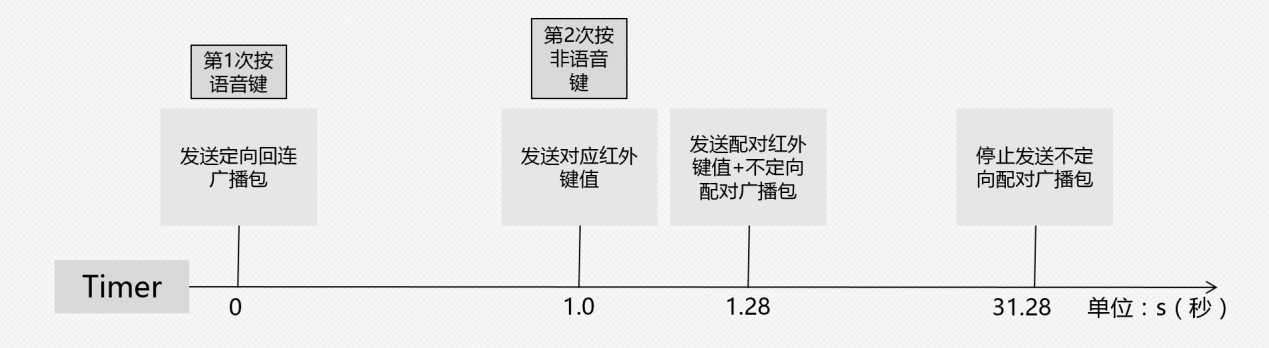 第1次按
语音键
第2次按
非语音
键
发送定向回连
广播包
发送对应红外
键值
发送配对红外
键值+不定向
配对广播包
停止发送不定
向配对广播包
Timer
0
1.0
1.28
31.28
单位：s（秒）